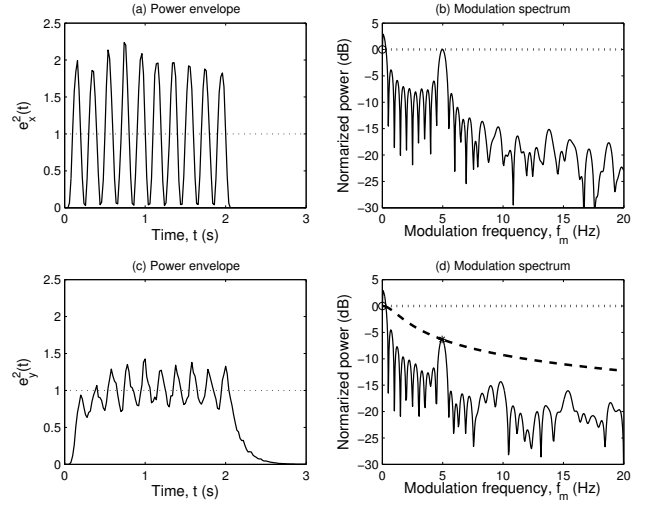 (a) Power envelope
2.5
2
1.5
1
0.5
0
e²ₓ(t)
0 1 2 3
Time, t (s)
(b) Modulation spectrum
5
0
−5
−10
−15
−20
−25
−30
Normarized power (dB)
0 5 10 15 20
Modulation frequency, fₘ (Hz)
(c) Power envelope
2.5
2
1.5
1
0.5
0
e²ᵧ(t)
0 1 2 3
Time, t (s)
(d) Modulation spectrum
5
0
−5
−10
−15
−20
−25
−30
Normarized power (dB)
0 5 10 15 20
Modulation frequency, fₘ (Hz)